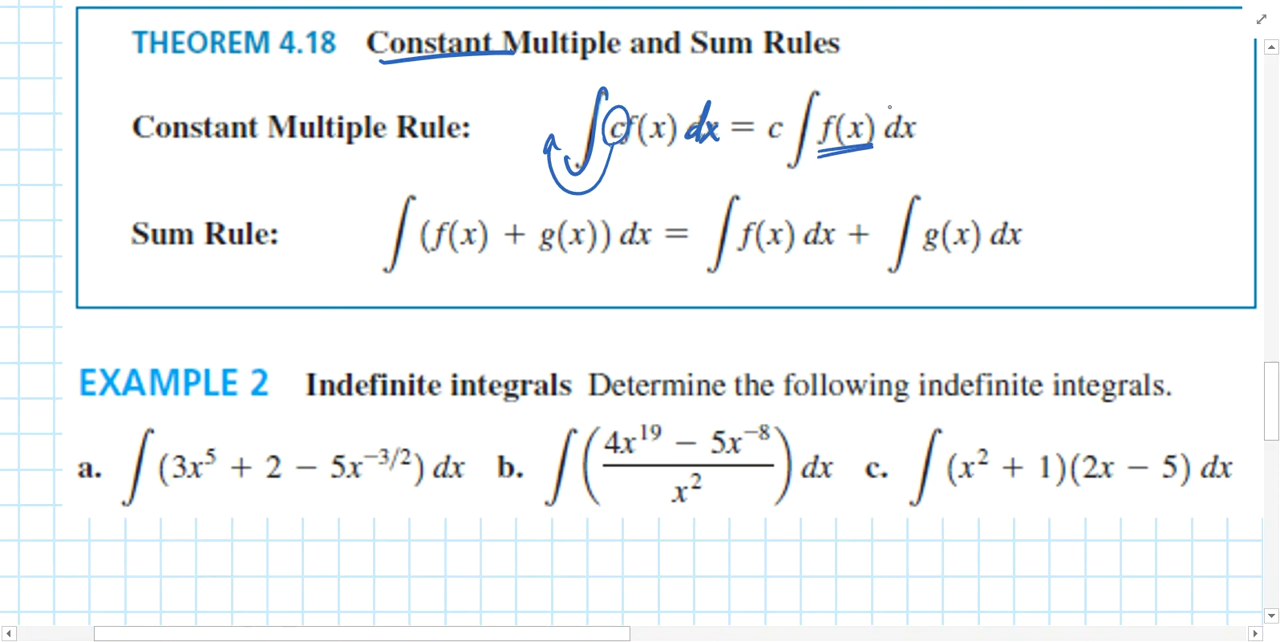 THEOREM 4.18 Constant Multiple and Sum Rules
Constant Multiple Rule: ∫cf(x) dx = c∫f(x) dx
Sum Rule: ∫(f(x) + g(x)) dx = ∫f(x) dx + ∫g(x) dx
EXAMPLE 2 Indefinite integrals Determine the following indefinite integrals.
a. ∫(3x⁵ + 2 − 5x⁻³/²) dx b. ∫((4x¹⁹ − 5x⁻⁸)/x²) dx c. ∫(x² + 1)(2x − 5) dx